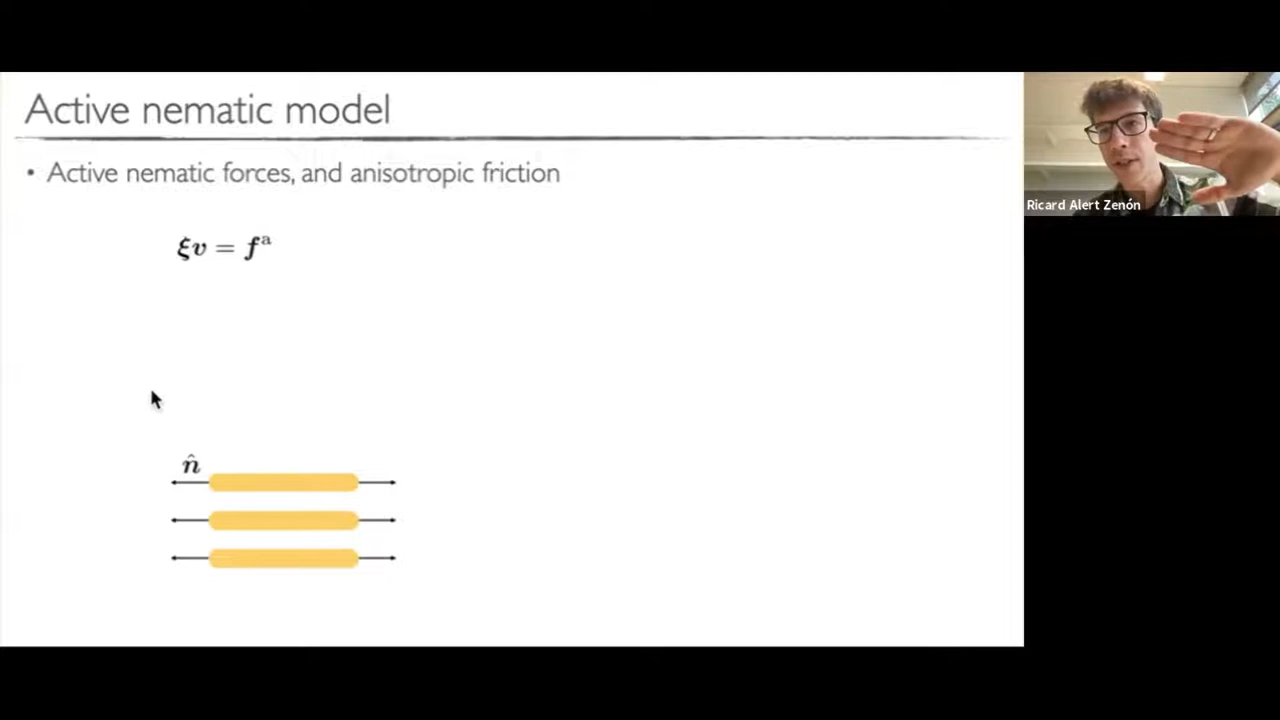 Active nematic model
• Active nematic forces, and anisotropic friction
ξv = fᵃ
n̂
Ricard Alert Zenón